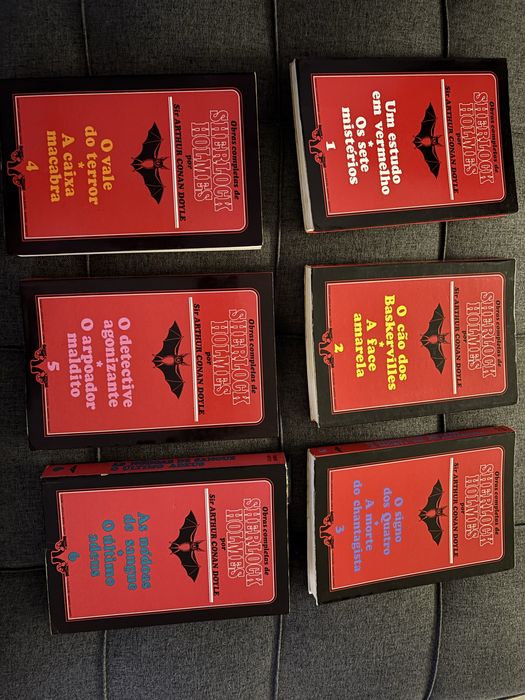 Obras completas de
SHERLOCK
HOLMES
por
Sir ARTHUR CONAN DOYLE
Um estudo
em vermelho
*
Os sete
mistérios
1
Obras completas de
SHERLOCK
HOLMES
por
Sir ARTHUR CONAN DOYLE
O cão dos
Baskervilles
*
A face
amarela
2
Obras completas de
SHERLOCK
HOLMES
por
Sir ARTHUR CONAN DOYLE
O signo
dos Quatro
*
A morte
do chantagista
3
Obras completas de
SHERLOCK
HOLMES
por
Sir ARTHUR CONAN DOYLE
O vale
do terror
*
A caixa
macabra
4
Obras completas de
SHERLOCK
HOLMES
por
Sir ARTHUR CONAN DOYLE
O detective
agonizante
*
O arpoador
maldito
5
Obras completas de
SHERLOCK
HOLMES
por
Sir ARTHUR CONAN DOYLE
As nódoas
de sangue
*
O último
adeus
6